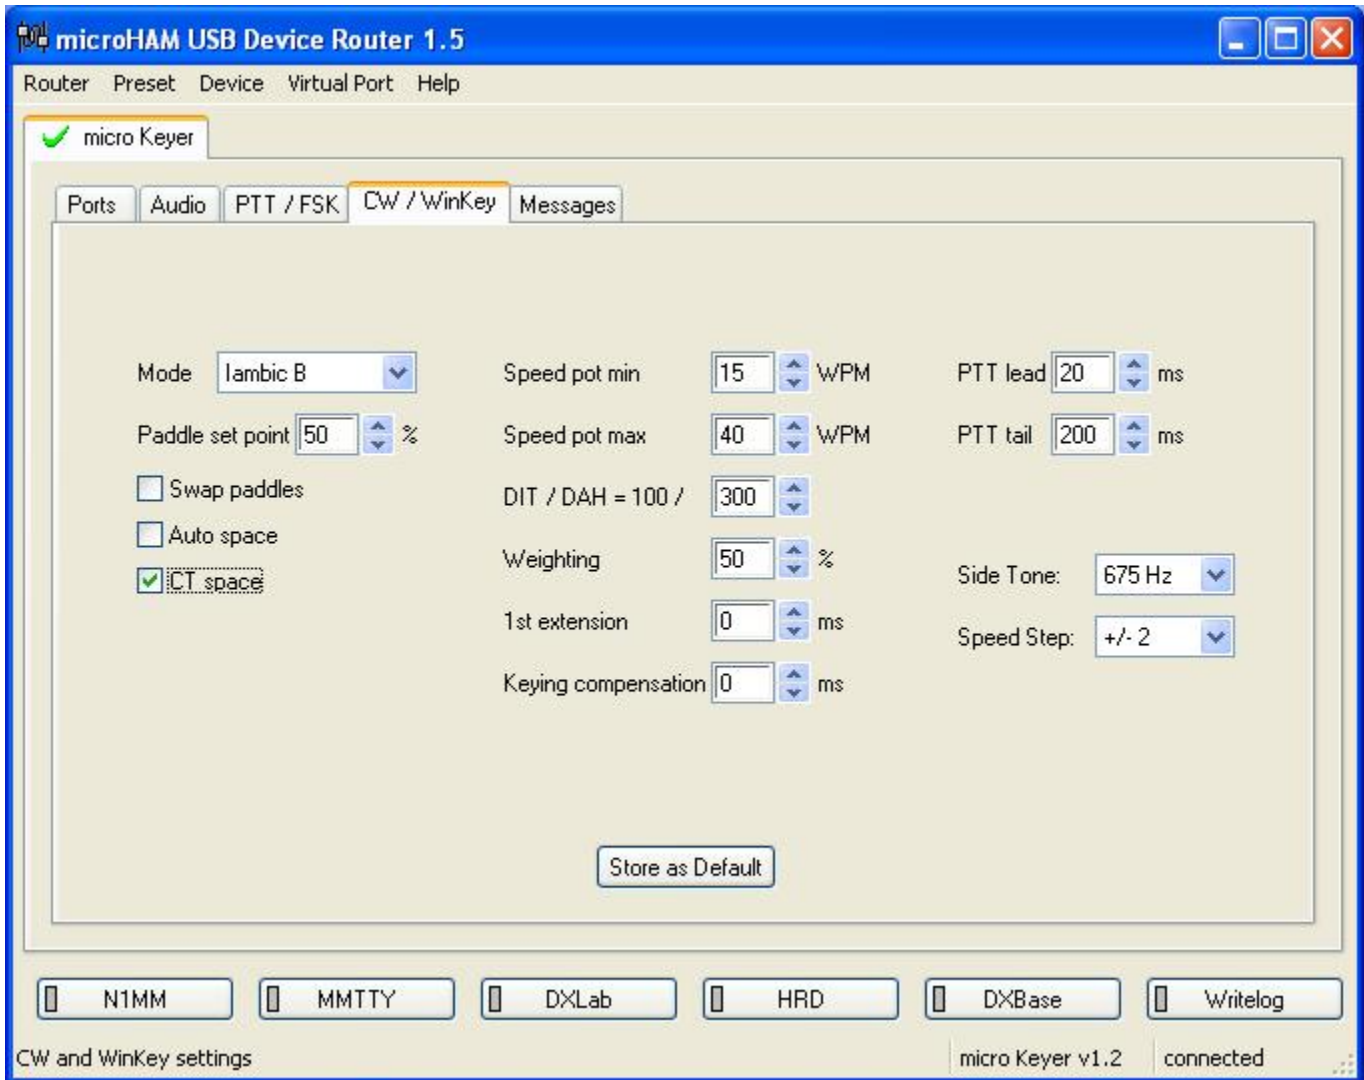 microHAM USB Device Router 1.5
Router Preset Device Virtual Port Help
micro Keyer
Ports Audio PTT / FSK CW / WinKey Messages
Mode Iambic B Speed pot min 15 WPM PTT lead 20 ms
Paddle set point 50 % Speed pot max 40 WPM PTT tail 200 ms
Swap paddles DIT / DAH = 100 / 300
Auto space Weighting 50 %
CT space Side Tone: 675 Hz
1st extension 0 ms Speed Step: +/- 2
Keying compensation 0 ms
Store as Default
N1MM MMTTY DXLab HRD DXBase Writelog
CW and WinKey settings micro Keyer v1.2 connected